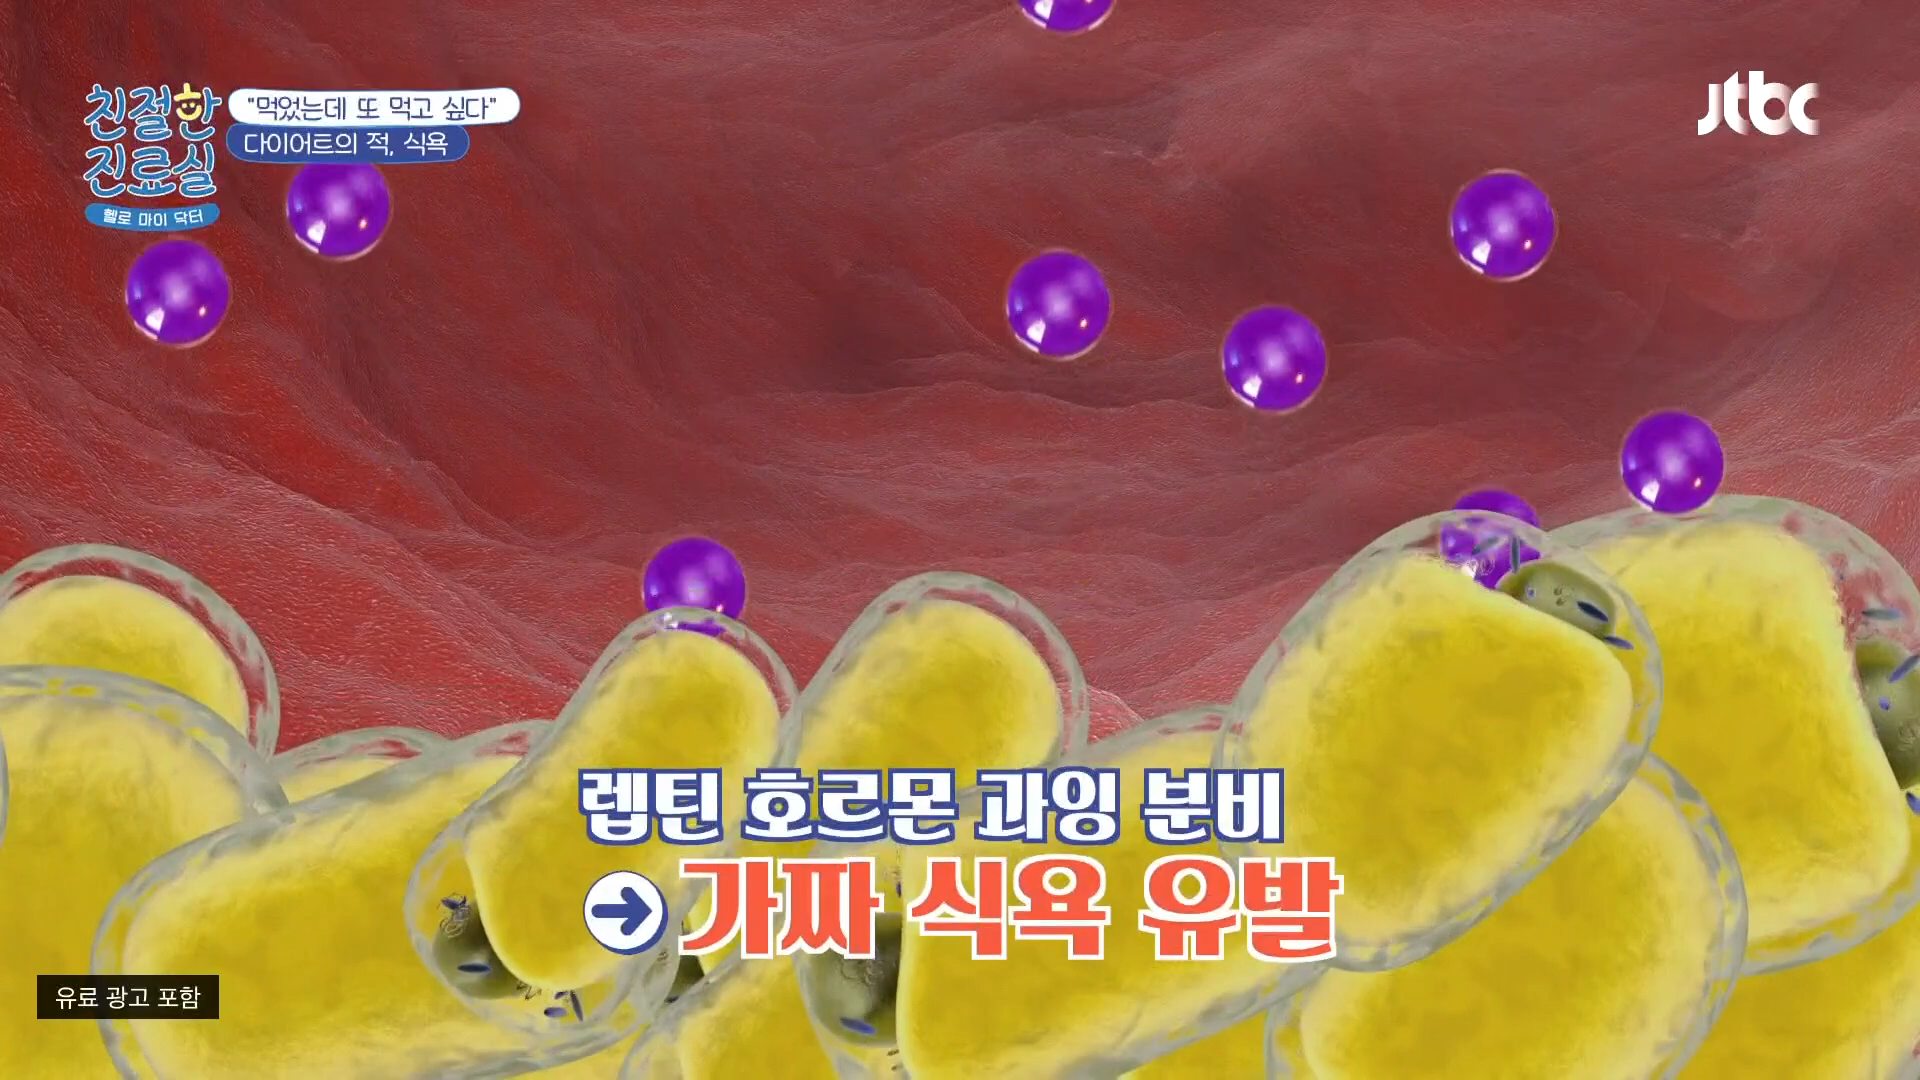 친절한
진료실
헬로 마이 닥터
"먹었는데 또 먹고 싶다"
다이어트의 적, 식욕
jtbc
렙틴 호르몬 과잉 분비
→ 가짜 식욕 유발
유료 광고 포함